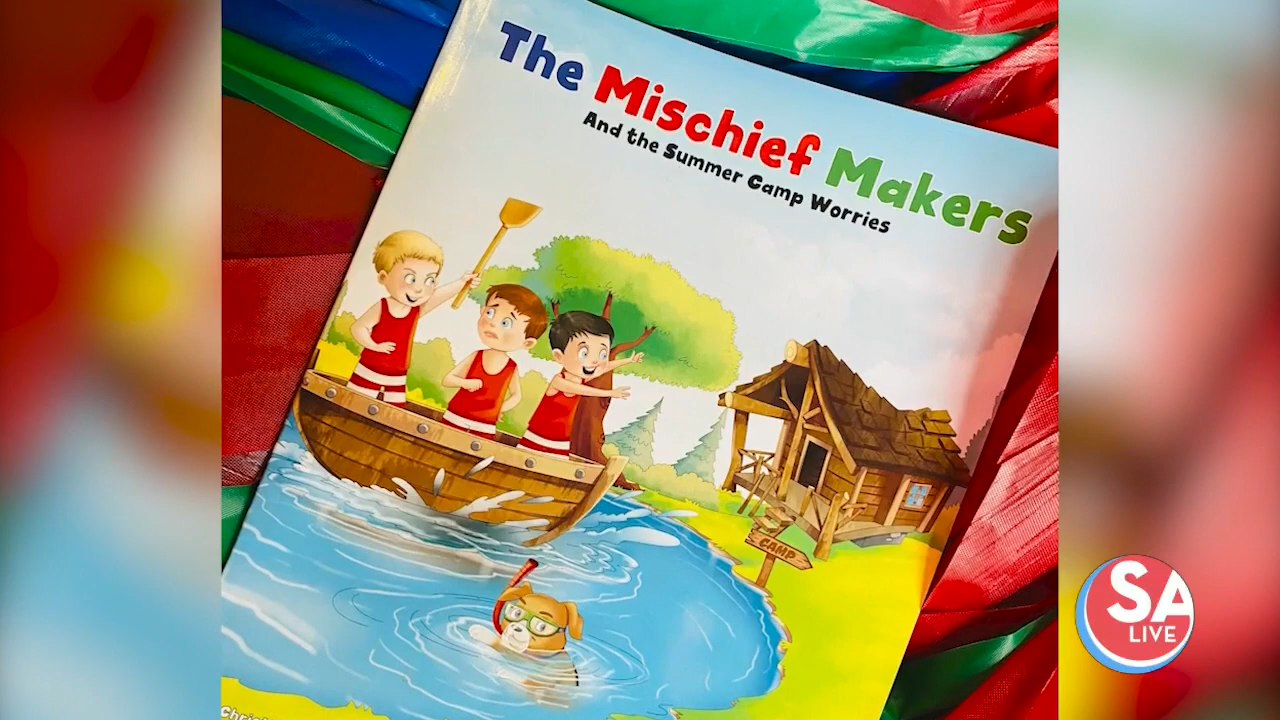 The Mischief Makers
And the Summer Camp Worries
CAMP
SA
LIVE